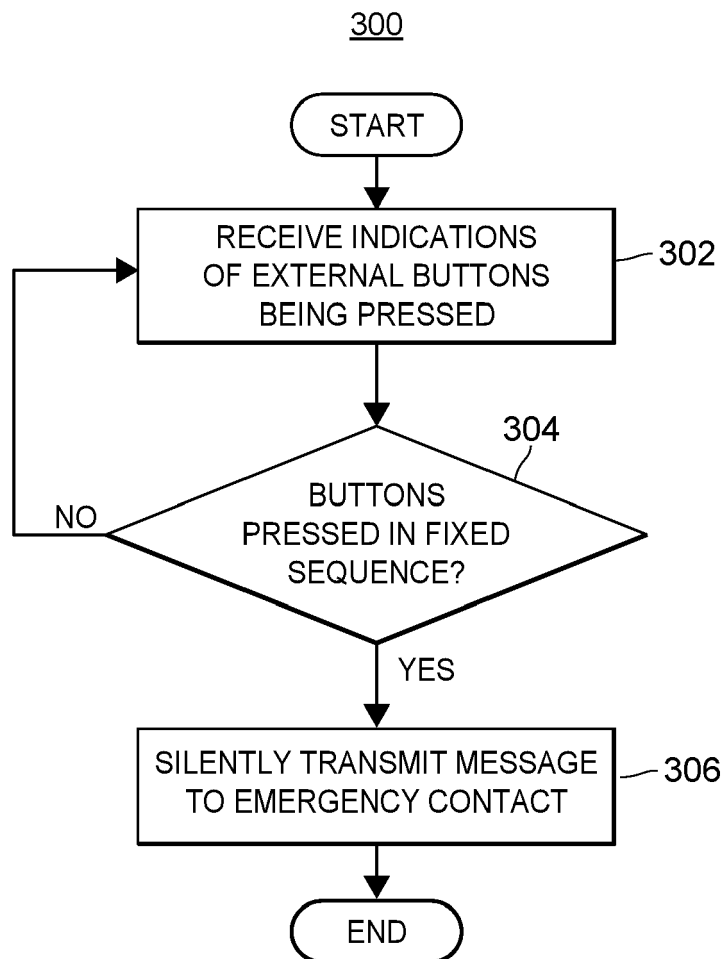 300
START
RECEIVE INDICATIONS
OF EXTERNAL BUTTONS
BEING PRESSED
302
304
BUTTONS
PRESSED IN FIXED
SEQUENCE?
NO
YES
SILENTLY TRANSMIT MESSAGE
TO EMERGENCY CONTACT
306
END